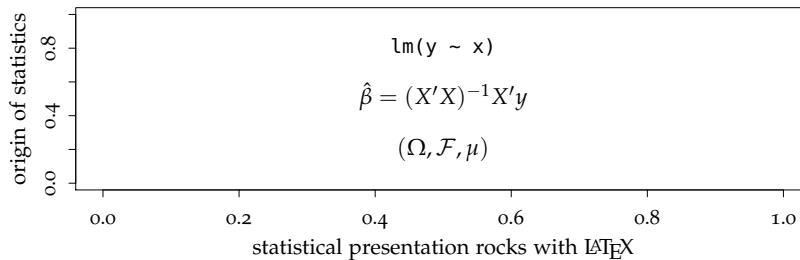 origin of statistics
0.0
0.4
0.8
lm(y ~ x)
β̂ = (X′X)⁻¹X′y
(Ω, ℱ, μ)
0.0 0.2 0.4 0.6 0.8 1.0
statistical presentation rocks with LATEX